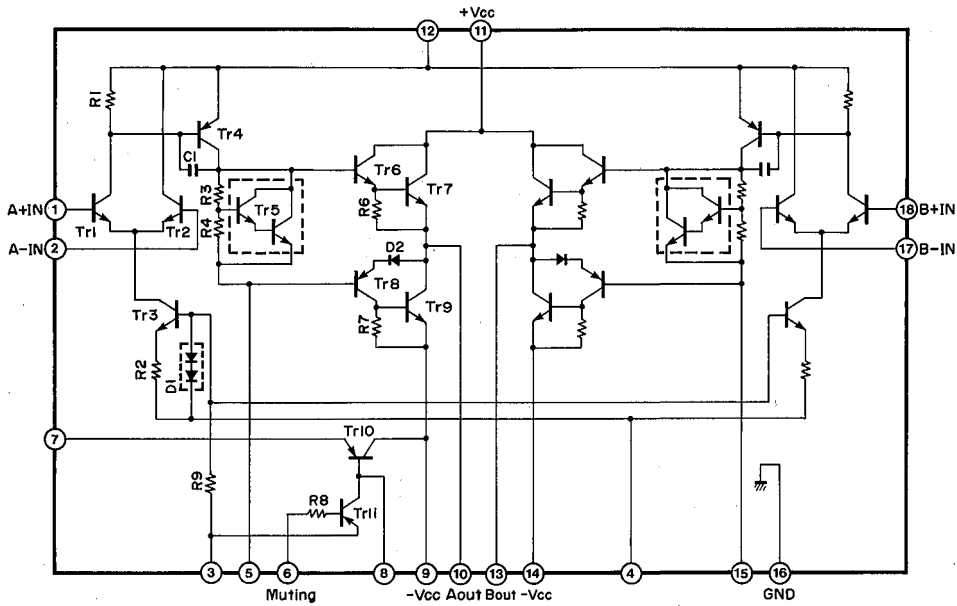 +Vcc
12 11
R1
Tr4
C1
Tr6
R3
Tr5
Tr7
A+IN 1
R6
18 B+IN
Tr1 Tr2
R4
A-IN 2
D2
17 B-IN
Tr8
Tr9
Tr3
R7
R2
D1
7
Tr10
R9
R8
Tr11
3 5 6 8 9 10 13 14 4 15 16
Muting -Vcc Aout Bout -Vcc GND